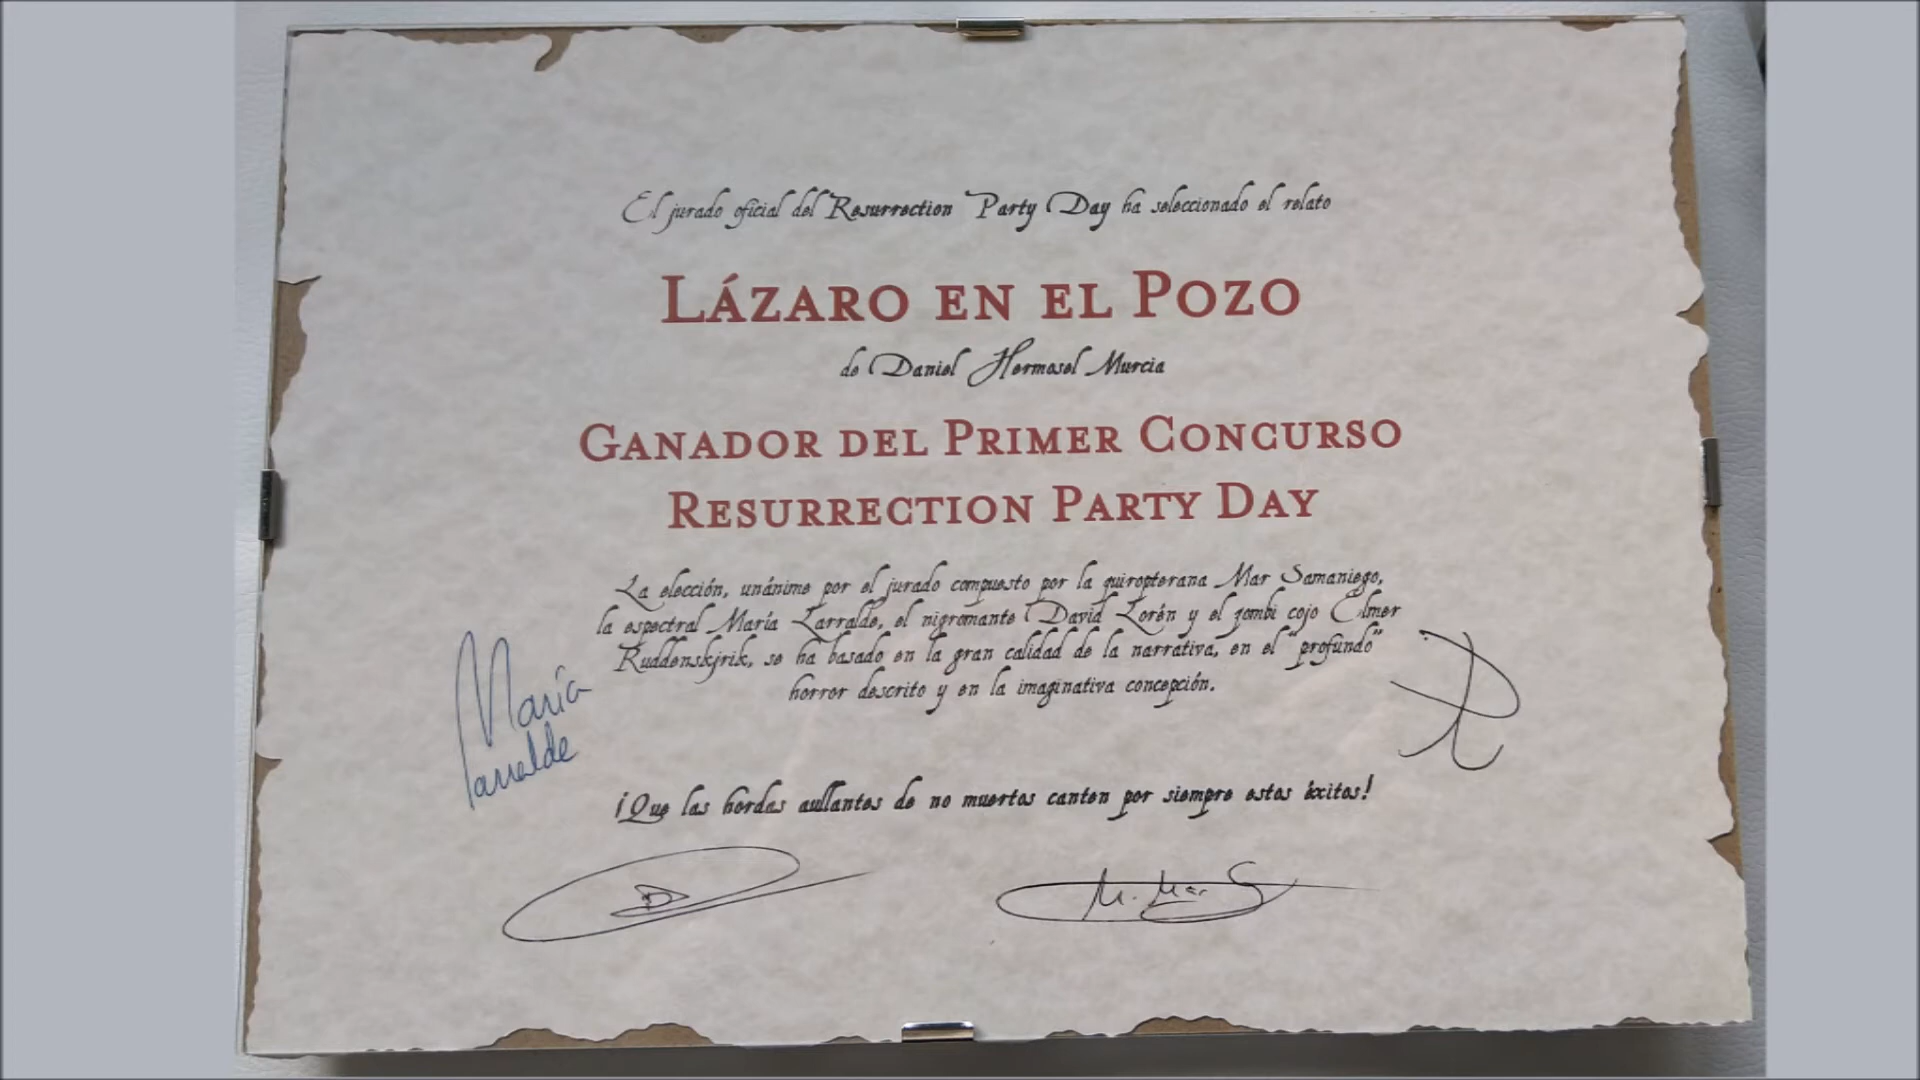 El jurado oficial del Resurrection Party Day ha seleccionado el relato
LÁZARO EN EL POZO
de Daniel Hermosel Murcia
GANADOR DEL PRIMER CONCURSO
RESURRECTION PARTY DAY
La elección, unánime por el jurado compuesto por la quiropterana Mar Samaniego,
la espectral María Larralde, el nigromante David Lorén y el zombi cojo Elmer
Ruddenskjrik, se ha basado en la gran calidad de la narrativa, en el "profundo"
horror descrito y en la imaginativa concepción.
María
Larralde
¡Que las hordas aullantes de no muertos canten por siempre estos éxitos!
D
M. Mar S